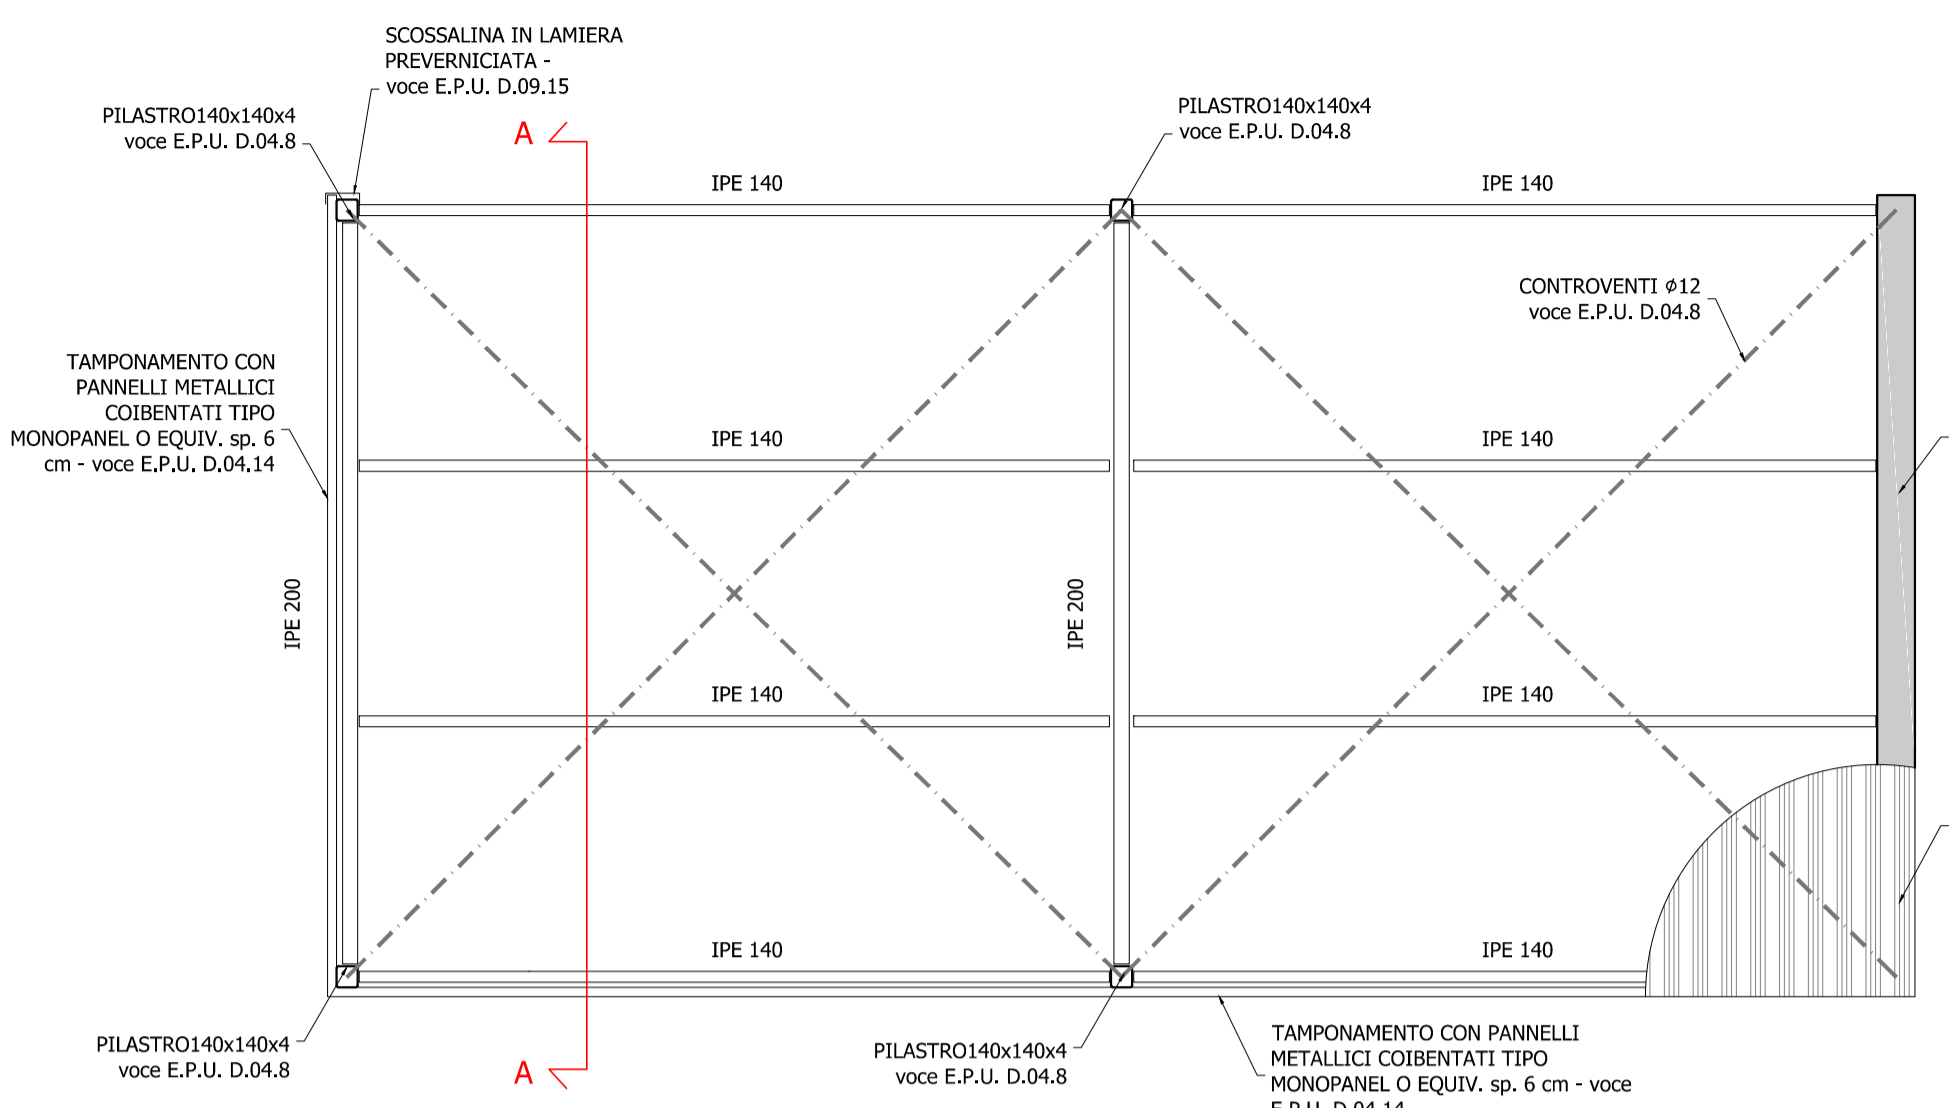 SCOSSALINA IN LAMIERA
PREVERNICIATA -
voce E.P.U. D.09.15
PILASTRO140x140x4
voce E.P.U. D.04.8
PILASTRO140x140x4
voce E.P.U. D.04.8
A
IPE 140
IPE 140
CONTROVENTI ϕ12
voce E.P.U. D.04.8
TAMPONAMENTO CON
PANNELLI METALLICI
COIBENTATI TIPO
MONOPANEL O EQUIV. sp. 6
cm - voce E.P.U. D.04.14
IPE 140
IPE 140
IPE 200
IPE 200
IPE 140
IPE 140
IPE 140
IPE 140
PILASTRO140x140x4
voce E.P.U. D.04.8
A
PILASTRO140x140x4
voce E.P.U. D.04.8
TAMPONAMENTO CON PANNELLI
METALLICI COIBENTATI TIPO
MONOPANEL O EQUIV. sp. 6 cm - voce
E.P.U. D.04.14